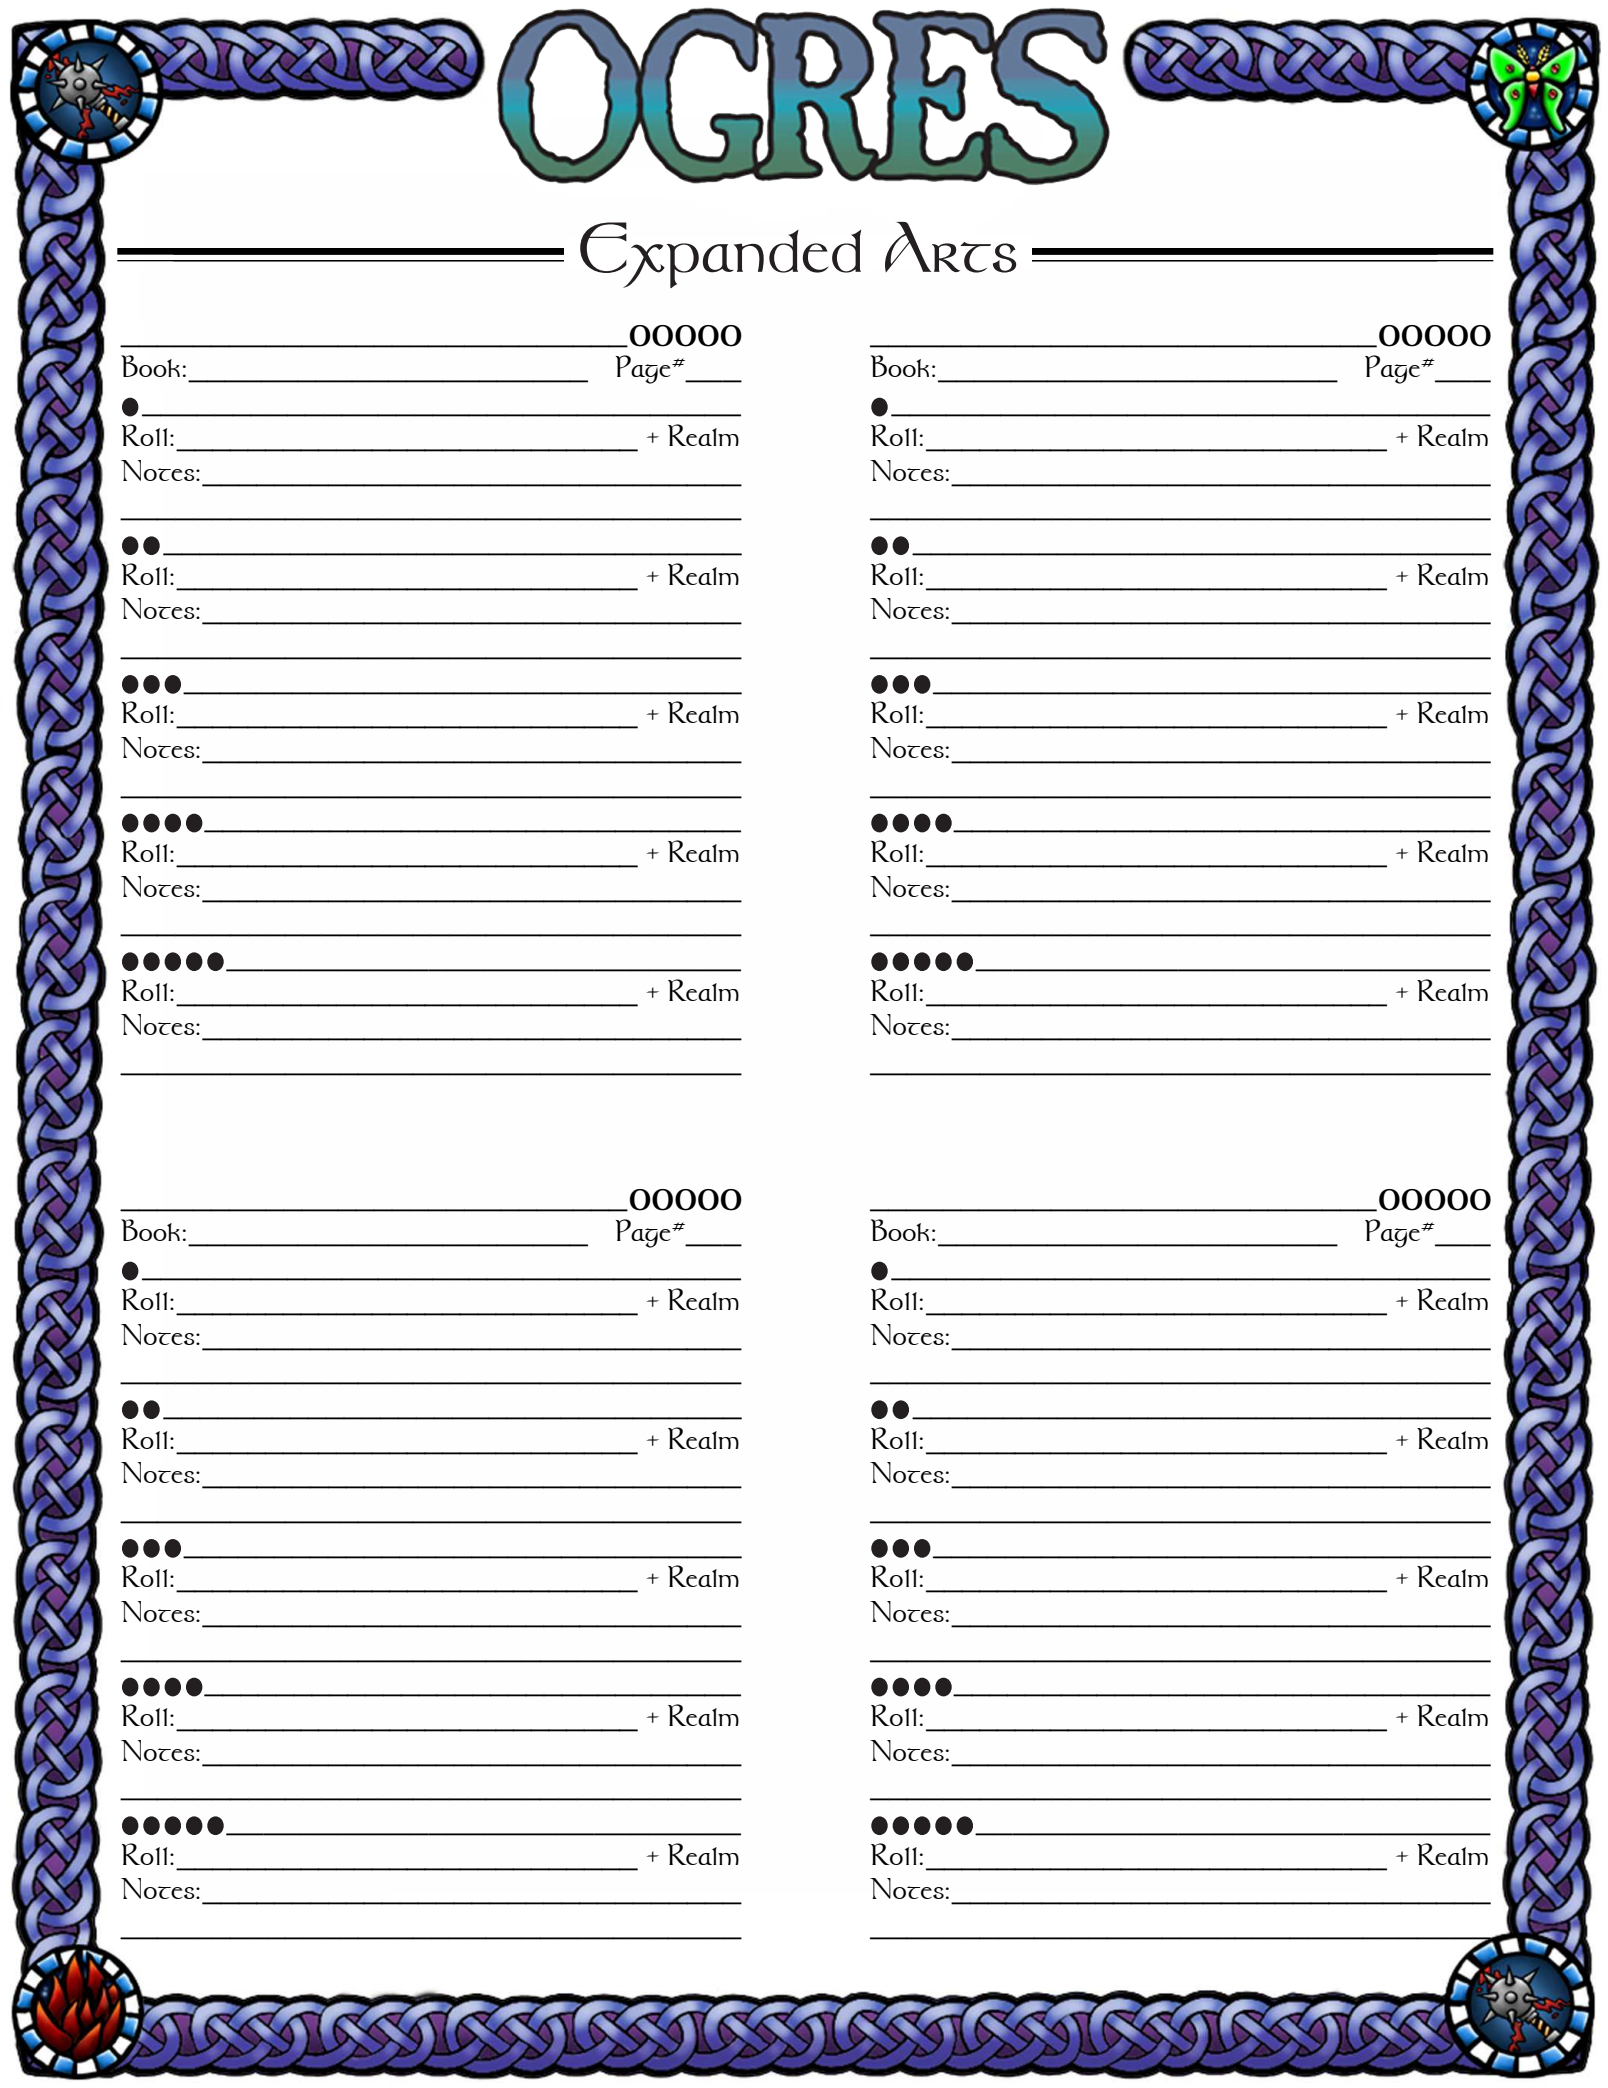 OGRES
Expanded Arts
OOOOO
Book: Page#
●
Roll: + Realm
Notes:
●●
Roll: + Realm
Notes:
●●●
Roll: + Realm
Notes:
●●●●
Roll: + Realm
Notes:
●●●●●
Roll: + Realm
Notes:
OOOOO
Book: Page#
●
Roll: + Realm
Notes:
●●
Roll: + Realm
Notes:
●●●
Roll: + Realm
Notes:
●●●●
Roll: + Realm
Notes:
●●●●●
Roll: + Realm
Notes:
OOOOO
Book: Page#
●
Roll: + Realm
Notes:
●●
Roll: + Realm
Notes:
●●●
Roll: + Realm
Notes:
●●●●
Roll: + Realm
Notes:
●●●●●
Roll: + Realm
Notes:
OOOOO
Book: Page#
●
Roll: + Realm
Notes:
●●
Roll: + Realm
Notes:
●●●
Roll: + Realm
Notes:
●●●●
Roll: + Realm
Notes:
●●●●●
Roll: + Realm
Notes: